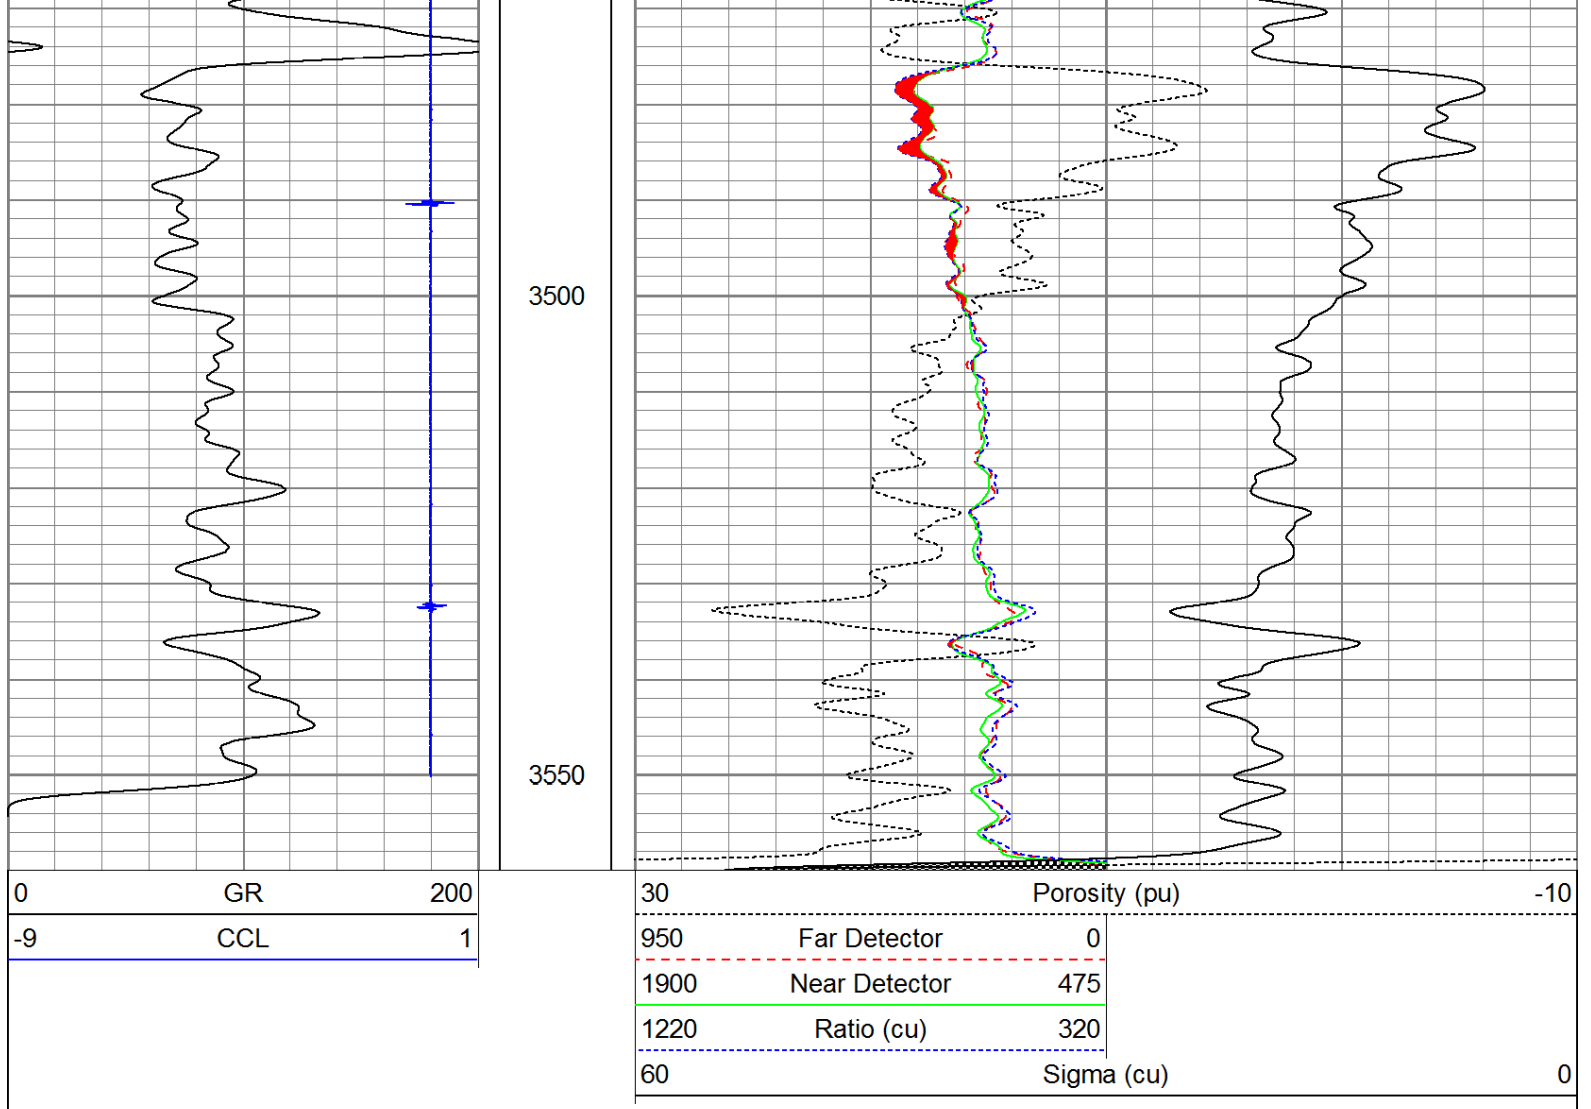 3500
3550
0 GR 200
-9 CCL 1
30 Porosity (pu) -10
950 Far Detector 0
1900 Near Detector 475
1220 Ratio (cu) 320
60 Sigma (cu) 0